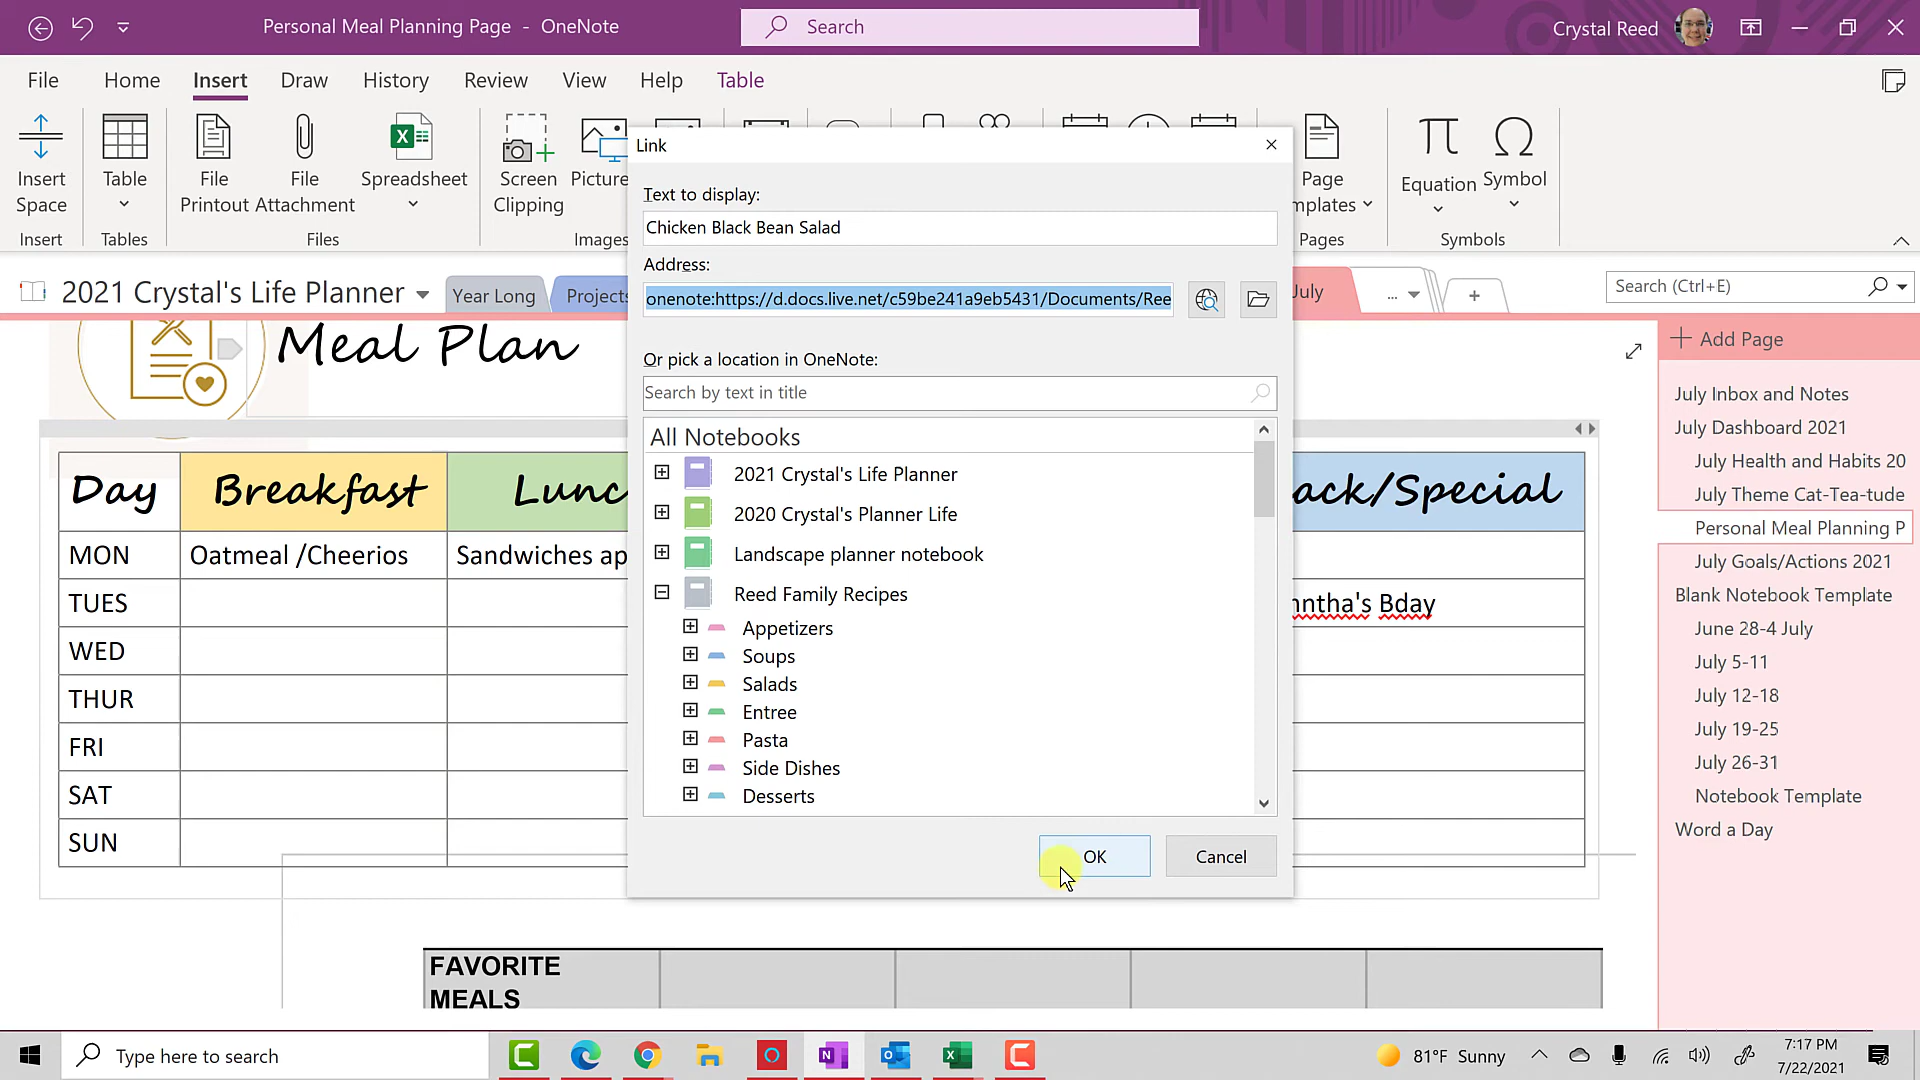 Personal Meal Planning Page - OneNote
Search
Crystal Reed
File Home Insert Draw History Review View Help Table
Insert Space
Table
File Printout
File Attachment
Spreadsheet
Screen Clipping
Page
Equation
Symbol
Insert Tables Files Images Pages Symbols
Link
Text to display:
Chicken Black Bean Salad
Address:
onenote:https://d.docs.live.net/c59be241a9eb5431/Documents/Ree
Or pick a location in OneNote:
Search by text in title
All Notebooks
2021 Crystal's Life Planner
2020 Crystal's Planner Life
Landscape planner notebook
Reed Family Recipes
Appetizers
Soups
Salads
Entree
Pasta
Side Dishes
Desserts
OK Cancel
2021 Crystal's Life Planner
Year Long
Projects
July
...
Search (Ctrl+E)
Meal Plan
Day Breakfast Lunc
ack/Special
MON Oatmeal /Cheerios Sandwiches ap
TUES
nntha's Bday
WED
THUR
FRI
SAT
SUN
FAVORITE
MEALS
Add Page
July Inbox and Notes
July Dashboard 2021
July Health and Habits 20
July Theme Cat-Tea-tude
Personal Meal Planning P
July Goals/Actions 2021
Blank Notebook Template
June 28-4 July
July 5-11
July 12-18
July 19-25
July 26-31
Notebook Template
Word a Day
Type here to search
81°F Sunny
7:17 PM
7/22/2021